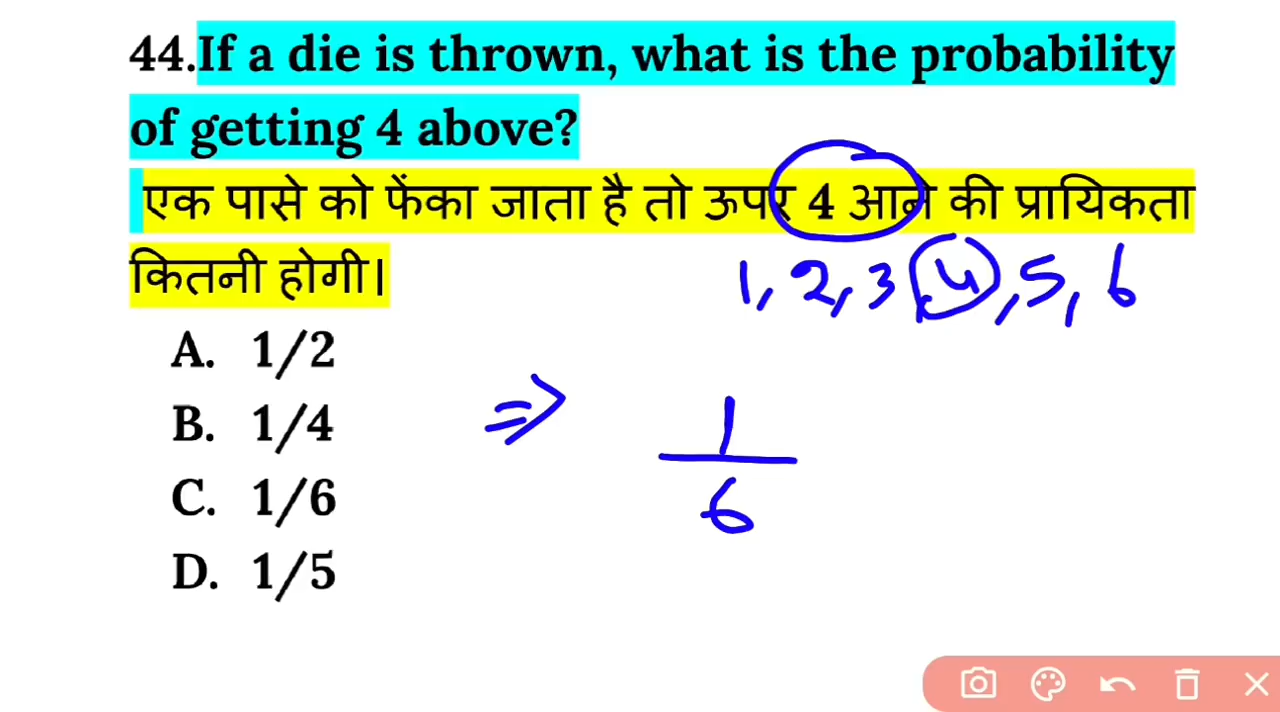 44.If a die is thrown, what is the probability
of getting 4 above?
एक पासे को फेंका जाता है तो ऊपर 4 आने की प्रायिकता
कितनी होगी।
1, 2, 3, 4, 5, 6
A. 1/2
B. 1/4
⇒ 1/6
C. 1/6
D. 1/5